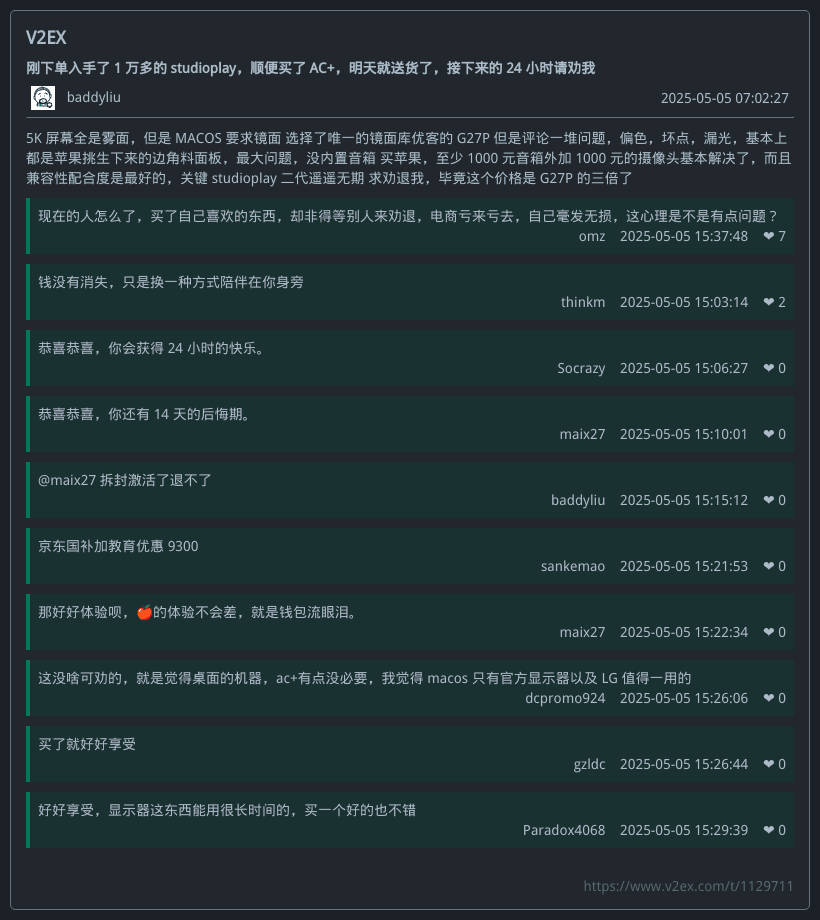 V2EX
刚下单入手了 1 万多的 studioplay，顺便买了 AC+，明天就送货了，接下来的 24 小时请劝我
baddyliu 2025-05-05 07:02:27
5K 屏幕全是雾面，但是 MACOS 要求镜面 选择了唯一的镜面库优客的 G27P 但是评论一堆问题，偏色，坏点，漏光，基本上
都是苹果挑生下来的边角料面板，最大问题，没内置音箱 买苹果，至少 1000 元音箱外加 1000 元的摄像头基本解决了，而且
兼容性配合度是最好的，关键 studioplay 二代遥遥无期 求劝退我，毕竟这个价格是 G27P 的三倍了
现在的人怎么了，买了自己喜欢的东西，却非得等别人来劝退，电商亏来亏去，自己毫发无损，这心理是不是有点问题？
omz 2025-05-05 15:37:48 ❤ 7
钱没有消失，只是换一种方式陪伴在你身旁
thinkm 2025-05-05 15:03:14 ❤ 2
恭喜恭喜，你会获得 24 小时的快乐。
Socrazy 2025-05-05 15:06:27 ❤ 0
恭喜恭喜，你还有 14 天的后悔期。
maix27 2025-05-05 15:10:01 ❤ 0
@maix27 拆封激活了退不了
baddyliu 2025-05-05 15:15:12 ❤ 0
京东国补加教育优惠 9300
sankemao 2025-05-05 15:21:53 ❤ 0
那好好体验呗，🍎的体验不会差，就是钱包流眼泪。
maix27 2025-05-05 15:22:34 ❤ 0
这没啥可劝的，就是觉得桌面的机器，ac+有点没必要，我觉得 macos 只有官方显示器以及 LG 值得一用的
dcpromo924 2025-05-05 15:26:06 ❤ 0
买了就好好享受
gzldc 2025-05-05 15:26:44 ❤ 0
好好享受，显示器这东西能用很长时间的，买一个好的也不错
Paradox4068 2025-05-05 15:29:39 ❤ 0
https://www.v2ex.com/t/1129711